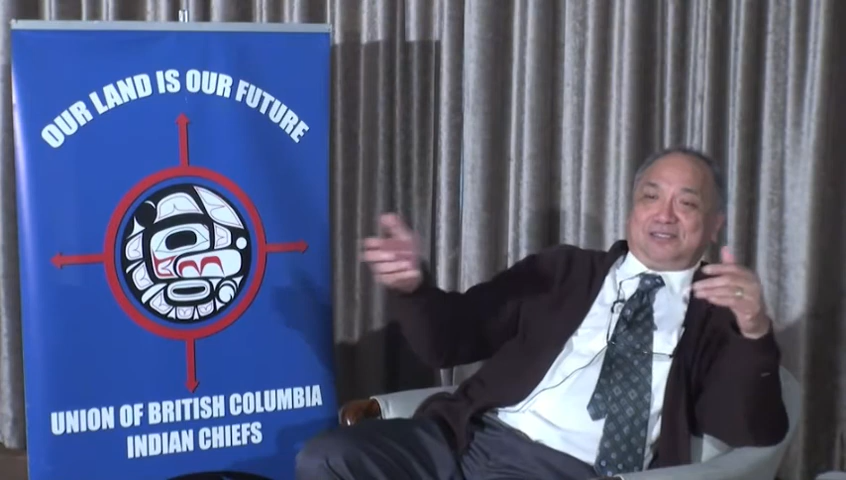 OUR LAND IS OUR FUTURE
UNION OF BRITISH COLUMBIA
INDIAN CHIEFS